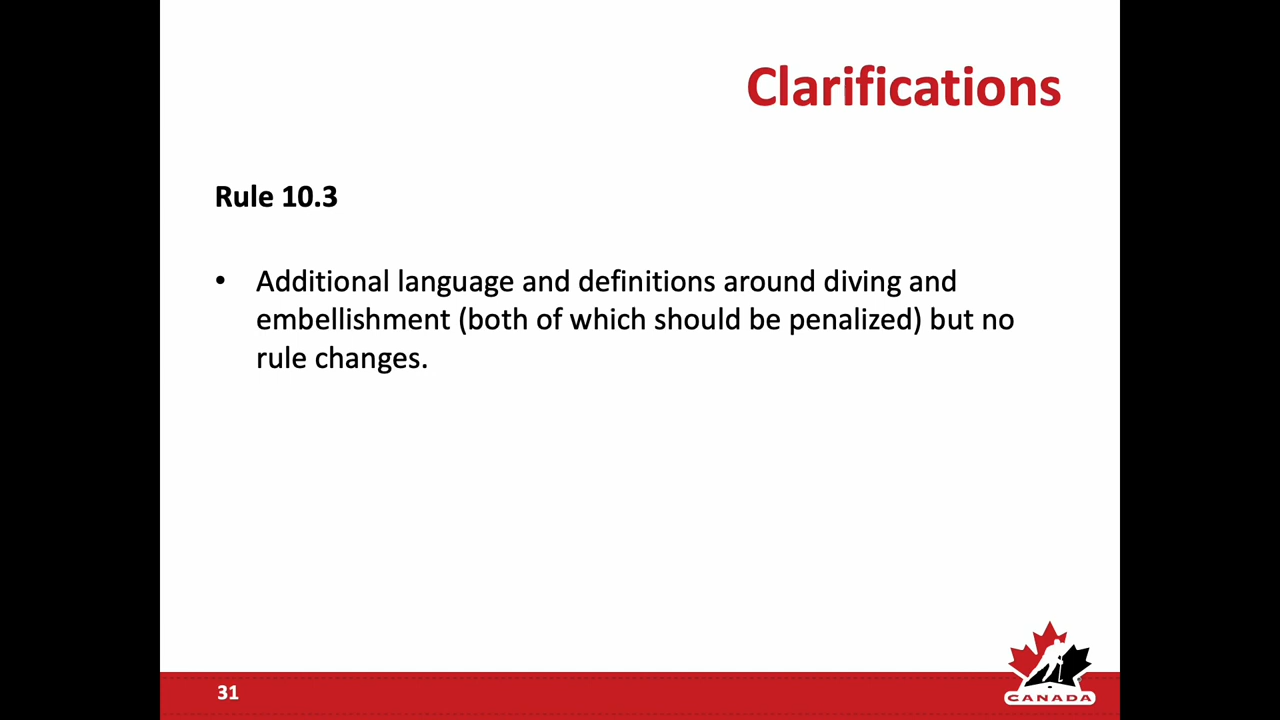 Clarifications
Rule 10.3
• Additional language and definitions around diving and
embellishment (both of which should be penalized) but no
rule changes.
31
CANADA